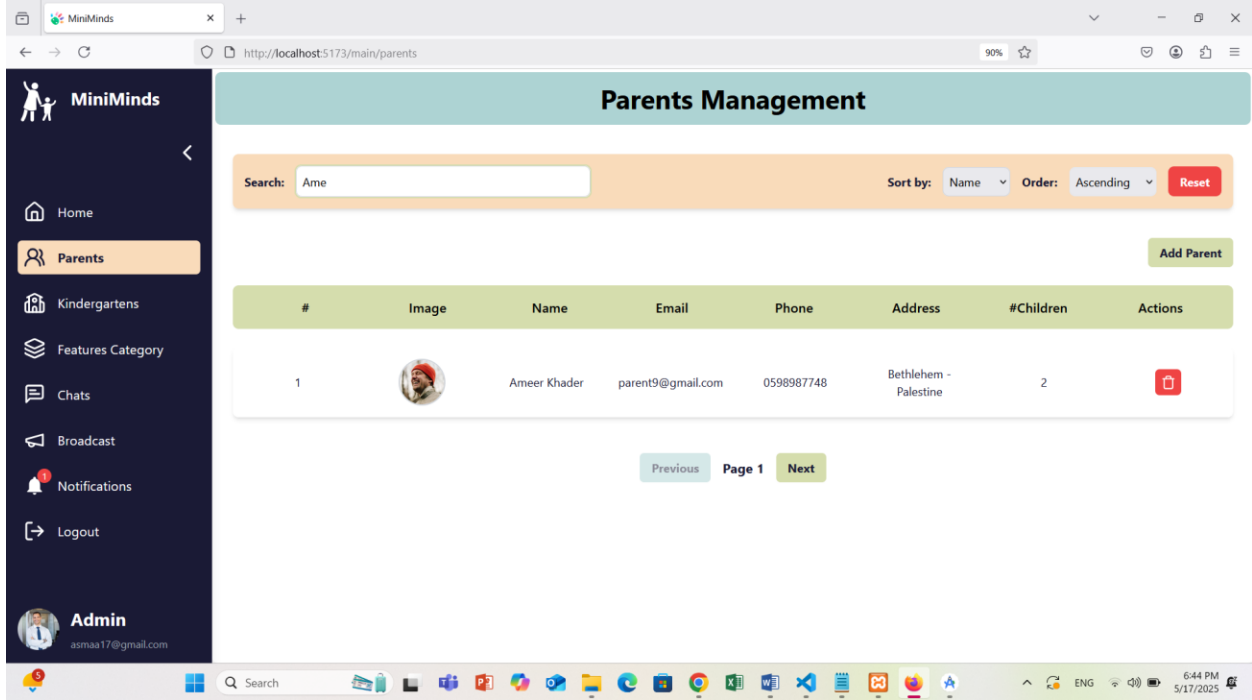 MiniMinds
http://localhost:5173/main/parents
90%
MiniMinds
Parents Management
Search: Ame
Sort by: Name Order: Ascending Reset
Home
Parents
Add Parent
Kindergartens
# Image Name Email Phone Address #Children Actions
Features Category
1 Ameer Khader parent9@gmail.com 0598987748 Bethlehem - 2
Palestine
Chats
Broadcast
Previous Page 1 Next
1
Notifications
Logout
Admin
asmaa17@gmail.com
5
Search
ENG
6:44 PM
5/17/2025